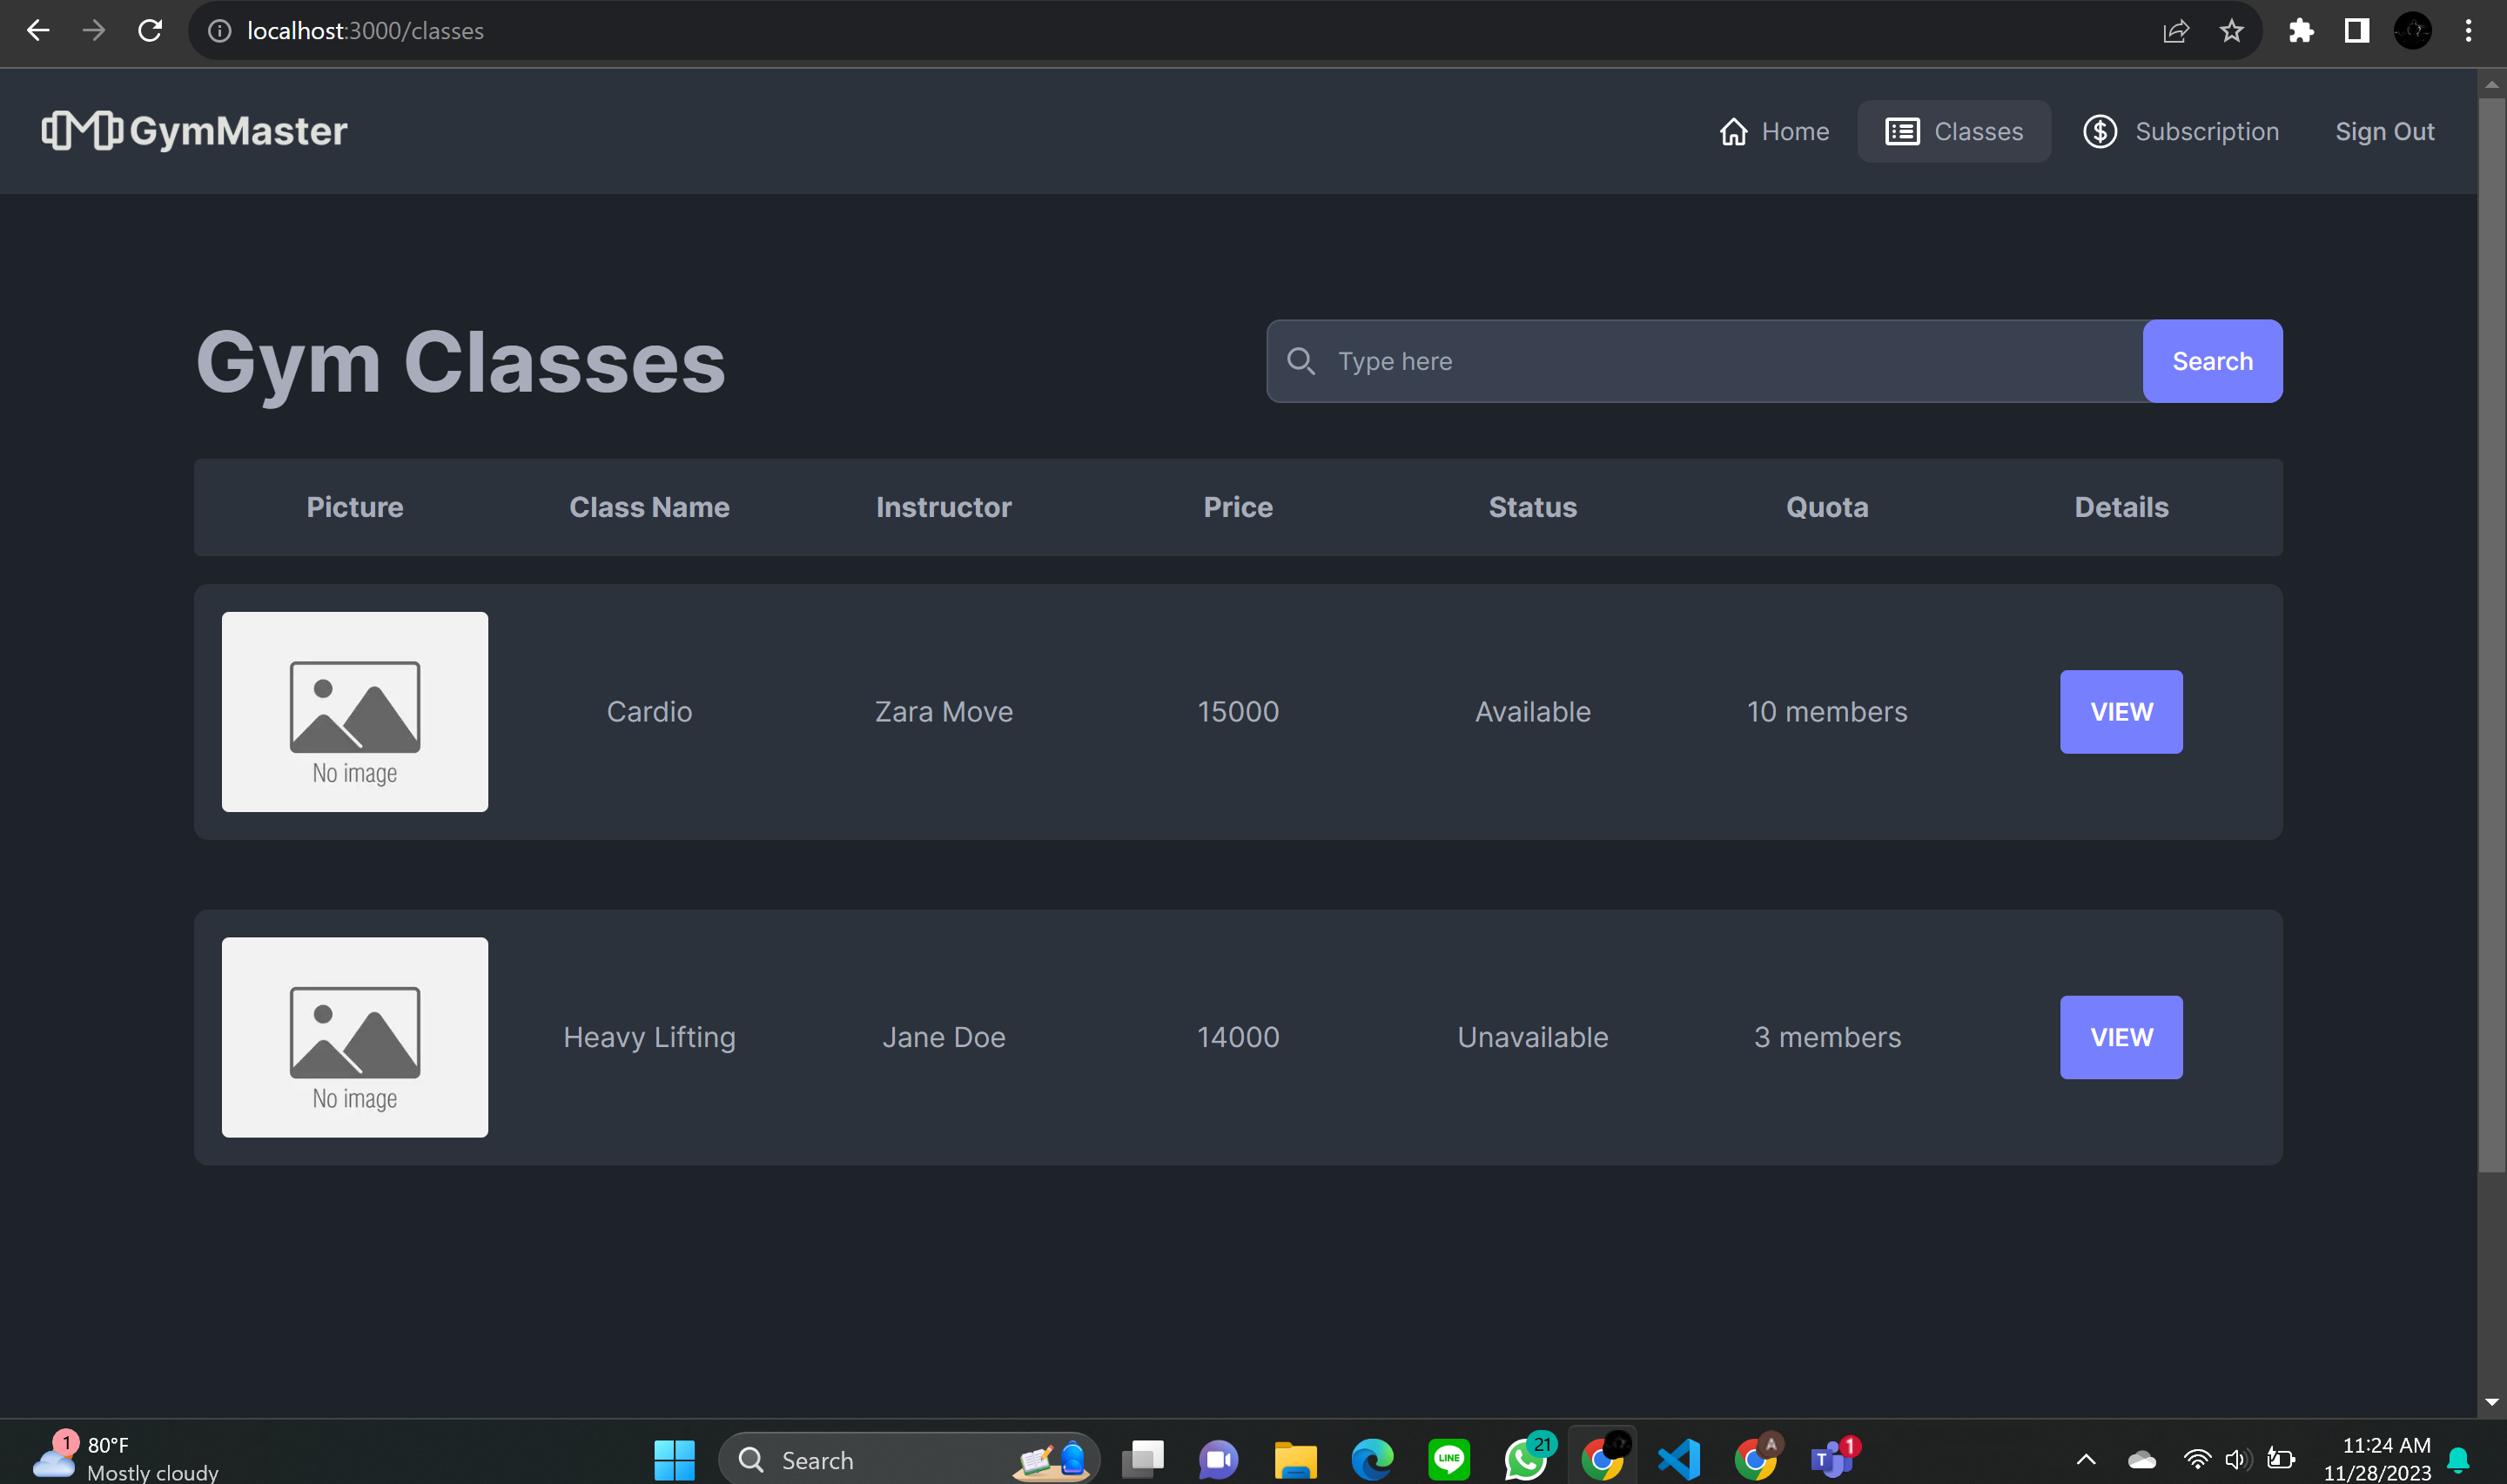 localhost:3000/classes
GymMaster
Home
Classes
Subscription
Sign Out
Gym Classes
Type here
Search
Picture
Class Name
Instructor
Price
Status
Quota
Details
No image
Cardio
Zara Move
15000
Available
10 members
VIEW
No image
Heavy Lifting
Jane Doe
14000
Unavailable
3 members
VIEW
1
80°F
Mostly cloudy
Search
LINE
21
A
T
1
11:24 AM
11/28/2023